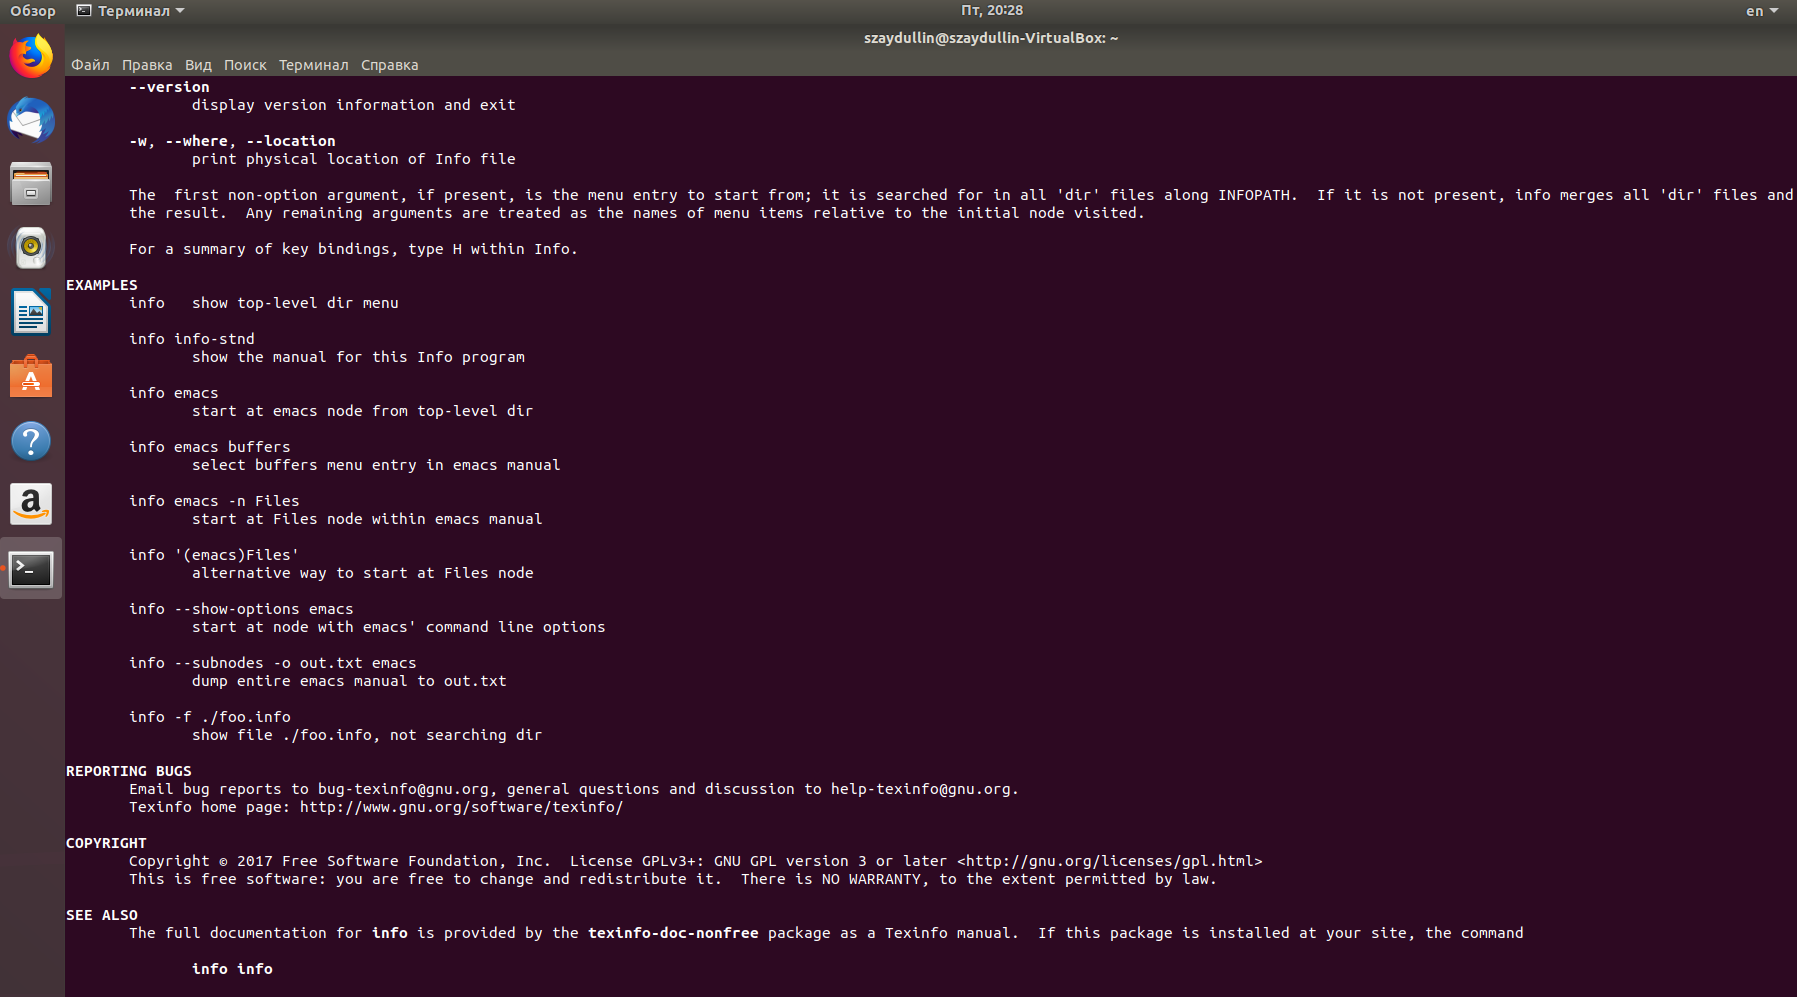 Обзор Терминал Пт, 20:28 en
szaydullin@szaydullin-VirtualBox: ~
Файл Правка Вид Поиск Терминал Справка
--version
display version information and exit
-w, --where, --location
print physical location of Info file
The  first non-option argument, if present, is the menu entry to start from; it is searched for in all 'dir' files along INFOPATH.  If it is not present, info merges all 'dir' files and
the result.  Any remaining arguments are treated as the names of menu items relative to the initial node visited.
For a summary of key bindings, type H within Info.
EXAMPLES
info   show top-level dir menu
info info-stnd
show the manual for this Info program
info emacs
start at emacs node from top-level dir
info emacs buffers
select buffers menu entry in emacs manual
info emacs -n Files
start at Files node within emacs manual
info '(emacs)Files'
alternative way to start at Files node
info --show-options emacs
start at node with emacs' command line options
info --subnodes -o out.txt emacs
dump entire emacs manual to out.txt
info -f ./foo.info
show file ./foo.info, not searching dir
REPORTING BUGS
Email bug reports to bug-texinfo@gnu.org, general questions and discussion to help-texinfo@gnu.org.
Texinfo home page: http://www.gnu.org/software/texinfo/
COPYRIGHT
Copyright © 2017 Free Software Foundation, Inc.  License GPLv3+: GNU GPL version 3 or later <http://gnu.org/licenses/gpl.html>
This is free software: you are free to change and redistribute it.  There is NO WARRANTY, to the extent permitted by law.
SEE ALSO
The full documentation for info is provided by the texinfo-doc-nonfree package as a Texinfo manual.  If this package is installed at your site, the command
info info